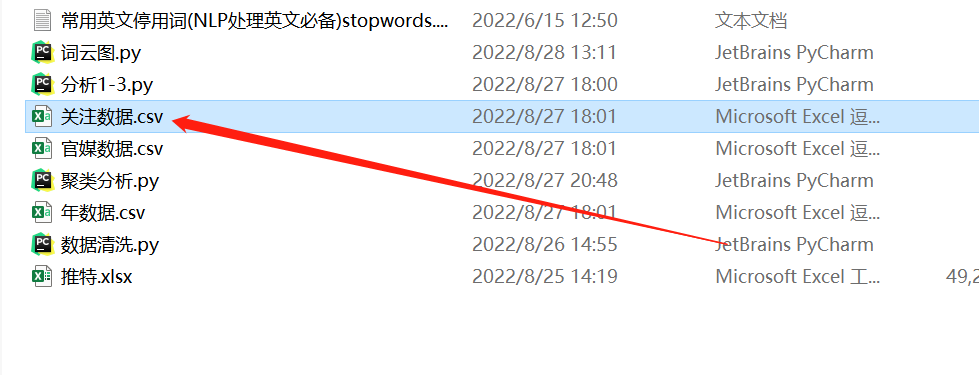 常用英文停用词(NLP处理英文必备)stopwords.... 2022/6/15 12:50 文本文档
词云图.py 2022/8/28 13:11 JetBrains PyCharm
分析1-3.py 2022/8/27 18:00 JetBrains PyCharm
关注数据.csv 2022/8/27 18:01 Microsoft Excel 逗...
官媒数据.csv 2022/8/27 18:01 Microsoft Excel 逗...
聚类分析.py 2022/8/27 20:48 JetBrains PyCharm
年数据.csv 2022/8/27 18:01 Microsoft Excel 逗...
数据清洗.py 2022/8/26 14:55 JetBrains PyCharm
推特.xlsx 2022/8/25 14:19 Microsoft Excel 工... 49,2